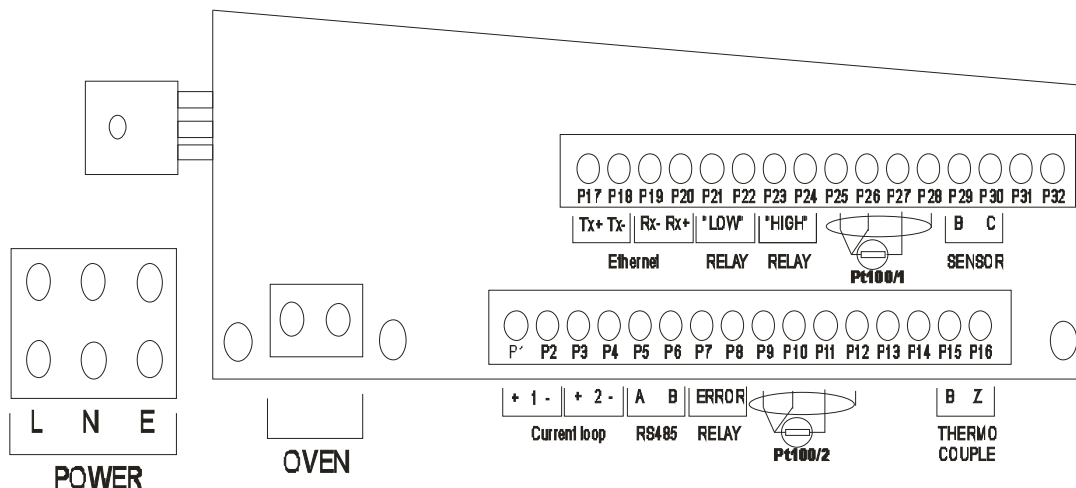 P17 P18 P19 P20 P21 P22 P23 P24 P25 P26 P27 P28 P29 P30 P31 P32
Tx+ Tx- Rx- Rx+ "LOW" "HIGH" B C
Ethernet RELAY RELAY Pt100/1 SENSOR
P1 P2 P3 P4 P5 P6 P7 P8 P9 P10 P11 P12 P13 P14 P15 P16
+ 1 - + 2 - A B ERROR B Z
Current loop RS485 RELAY Pt100/2 THERMO
COUPLE
L N E
POWER
OVEN